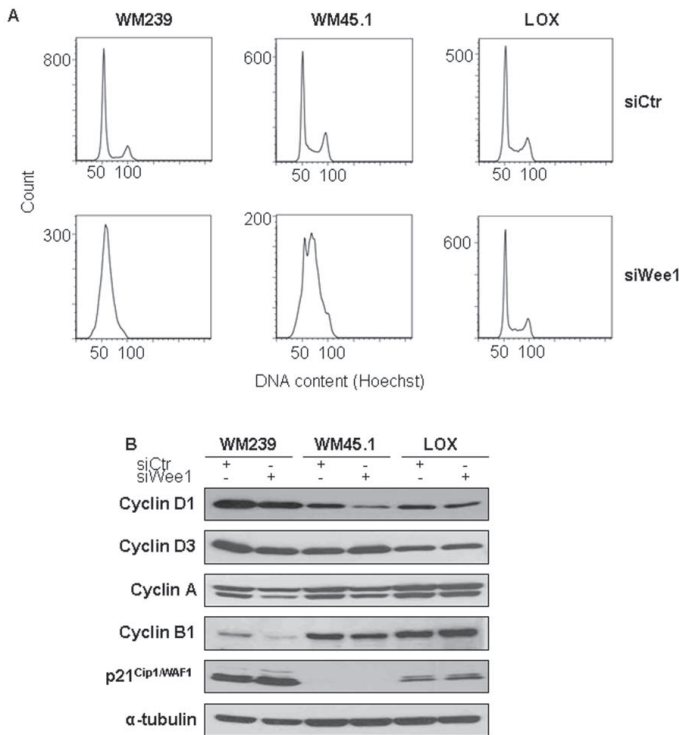 A
WM239 WM45.1 LOX
800 600 500
50 100 50 100 50 100
siCtr
Count
300 200 600
50 100 50 100 50 100
siWee1
DNA content (Hoechst)
B
WM239 WM45.1 LOX
siCtr + - + - + -
siWee1 - + - + - +
Cyclin D1
Cyclin D3
Cyclin A
Cyclin B1
p21Cip1/WAF1
α-tubulin